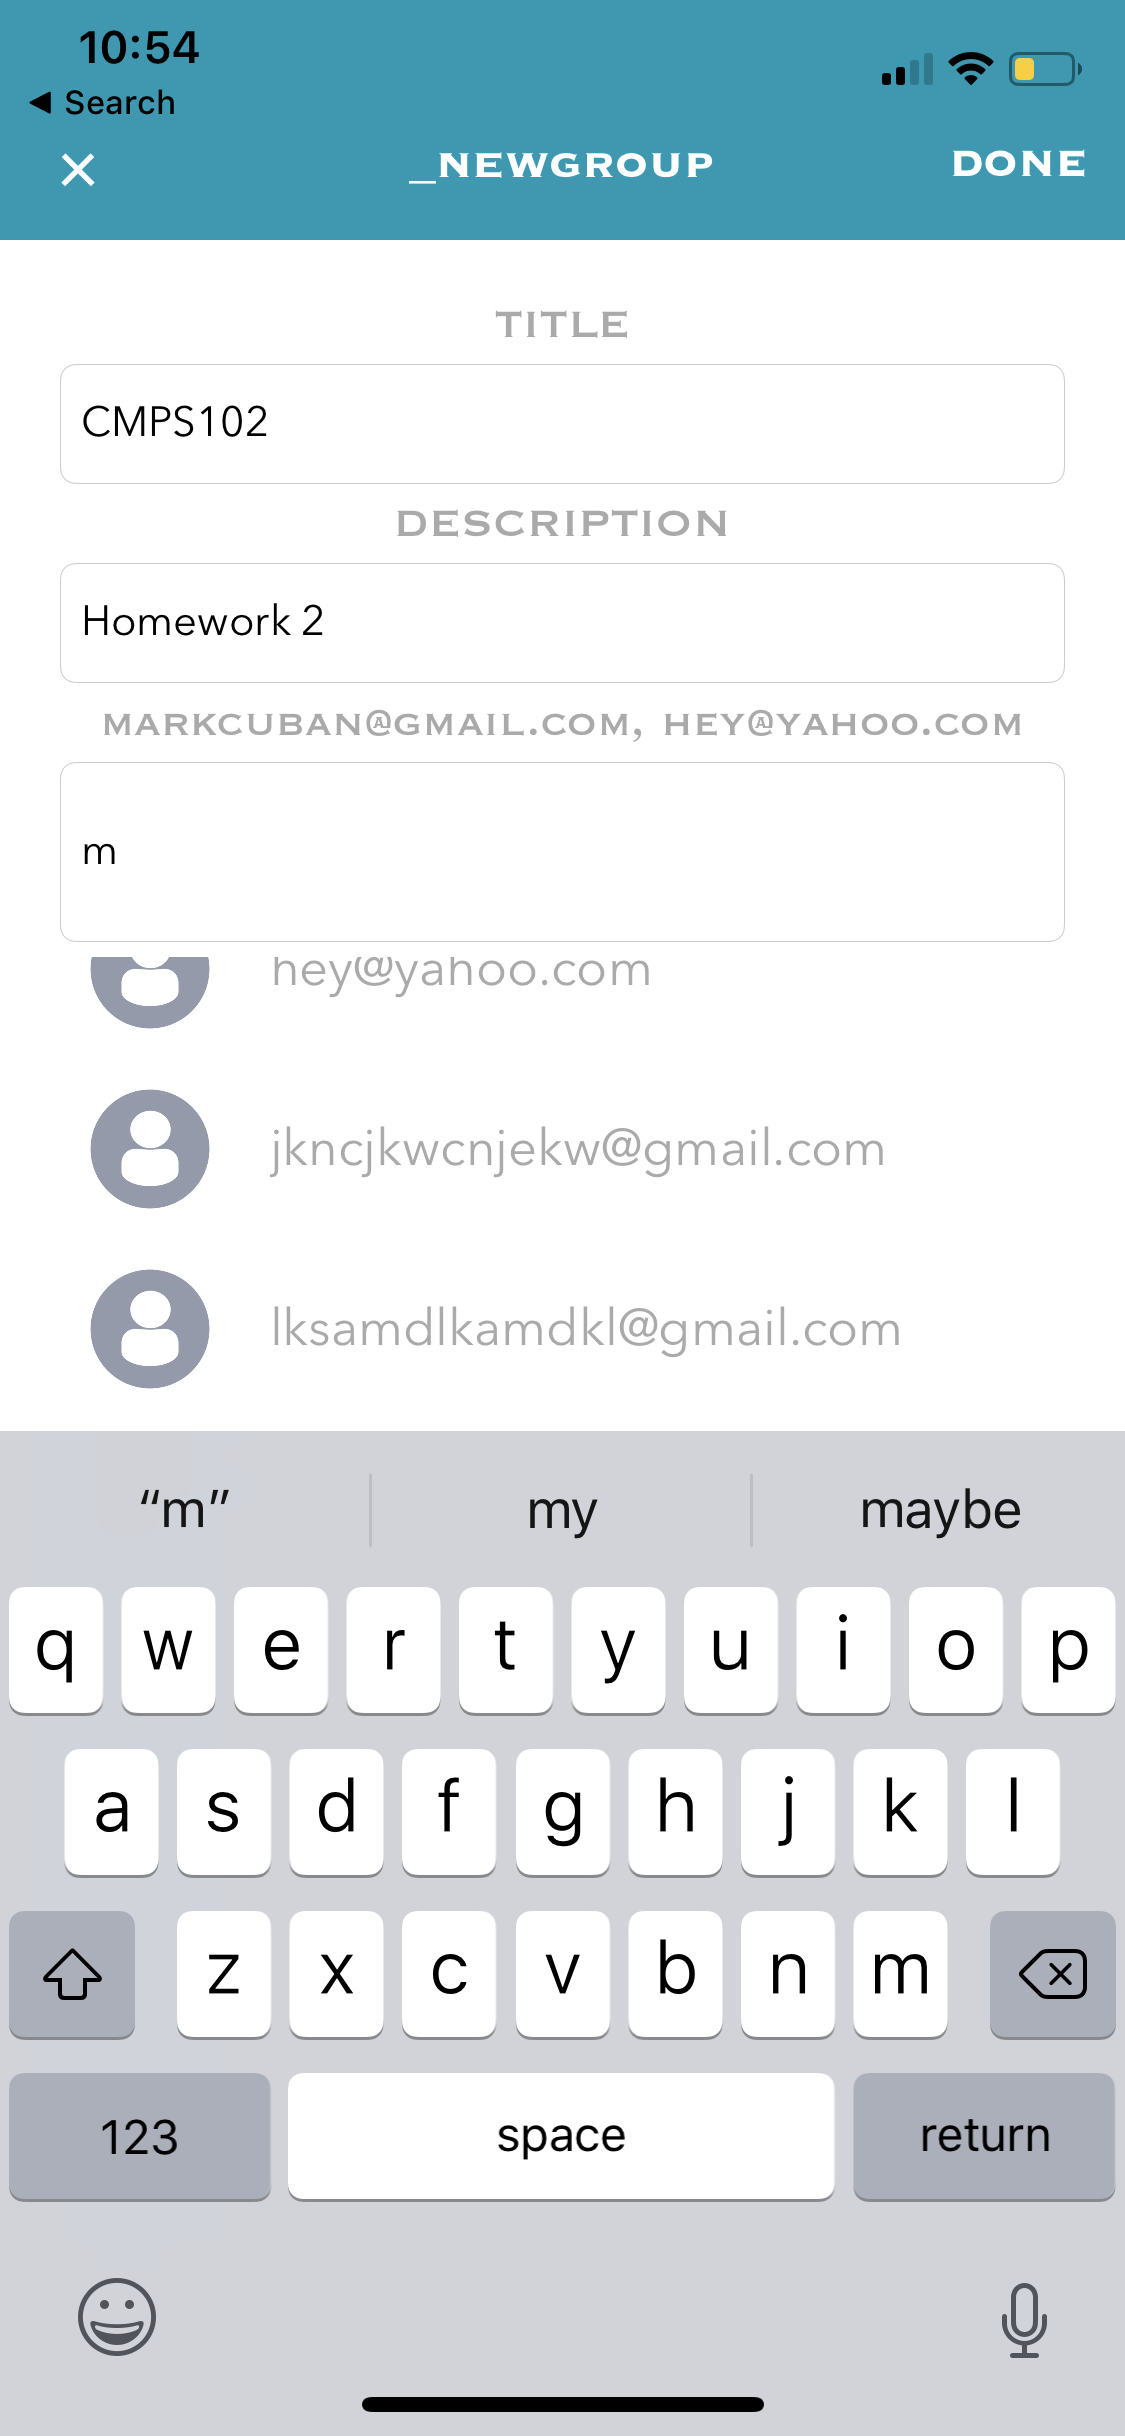 10:54
◀ Search
_NEWGROUP DONE
TITLE
CMPS102
DESCRIPTION
Homework 2
MARKCUBAN@GMAIL.COM, HEY@YAHOO.COM
m
hey@yahoo.com
jkncjkwcnjekw@gmail.com
lksamdlkamdkl@gmail.com
“m” my maybe
q w e r t y u i o p
a s d f g h j k l
z x c v b n m
123 space return